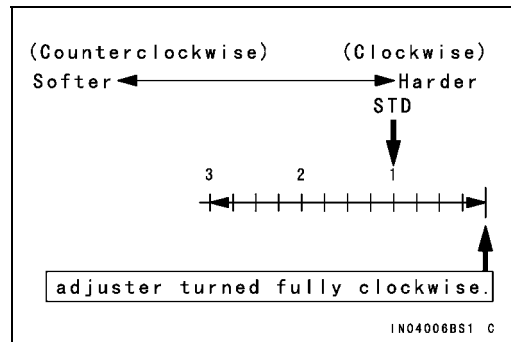 (Counterclockwise) (Clockwise)
Softer Harder
STD
3 2 1
adjuster turned fully clockwise.
IN04006BS1 C